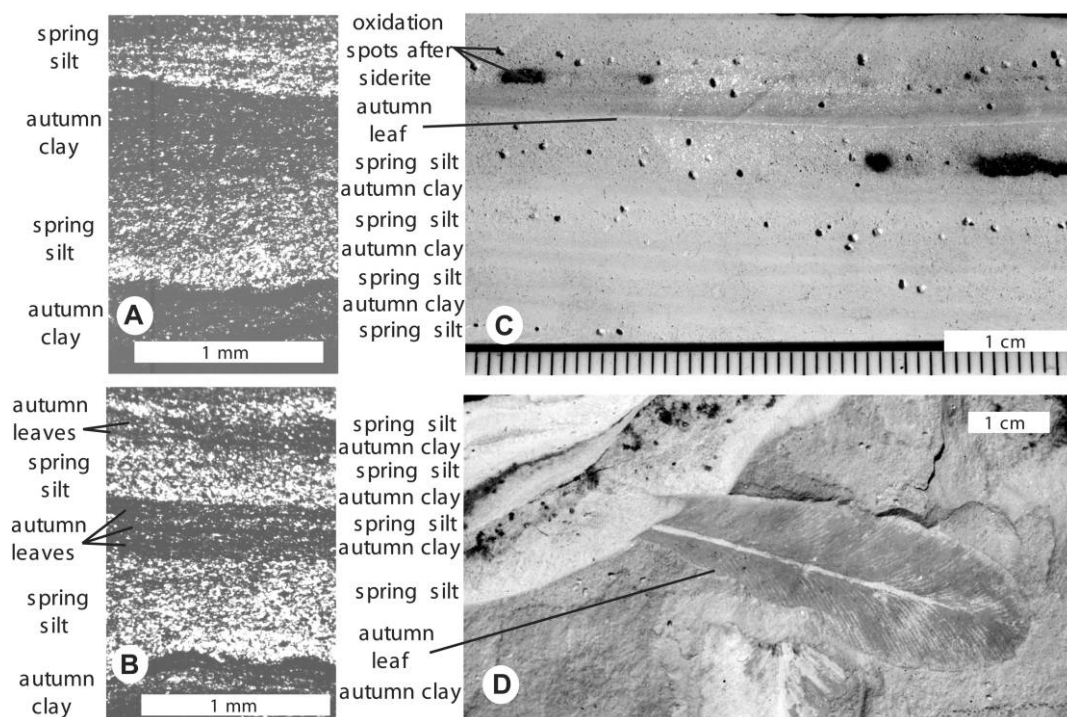 spring
silt
autumn
clay
spring
silt
autumn
clay
A
1 mm
oxidation
spots after
siderite
autumn
leaf
spring silt
autumn clay
spring silt
autumn clay
spring silt
autumn clay
spring silt
C
1 cm
autumn
leaves
spring
silt
autumn
leaves
spring
silt
autumn
clay
B
1 mm
spring silt
autumn clay
spring silt
autumn clay
spring silt
autumn clay
spring silt
autumn
leaf
autumn clay
D
1 cm